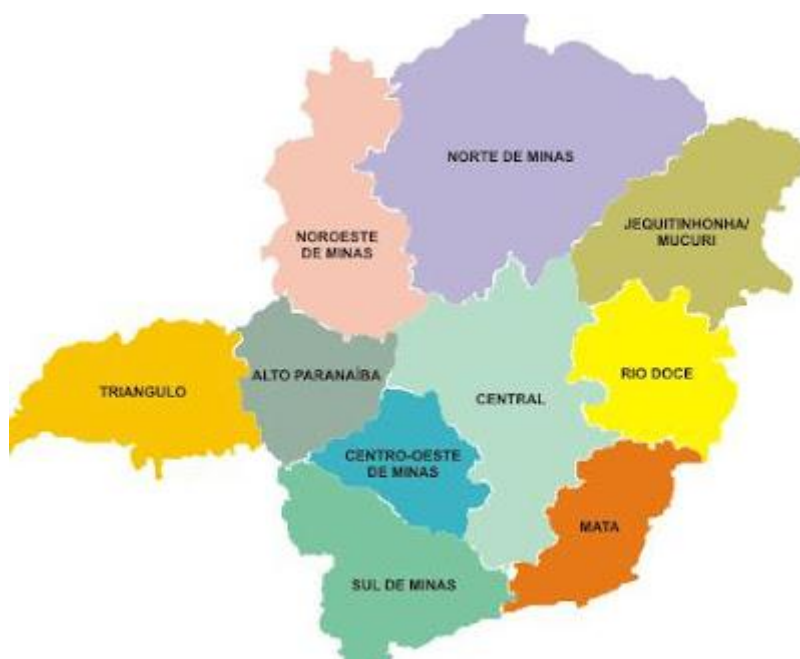 NORTE DE MINAS
JEQUITINHONHA/
MUCURI
NOROESTE
DE MINAS
ALTO PARANAÍBA
TRIANGULO
CENTRAL
RIO DOCE
CENTRO-OESTE
DE MINAS
MATA
SUL DE MINAS